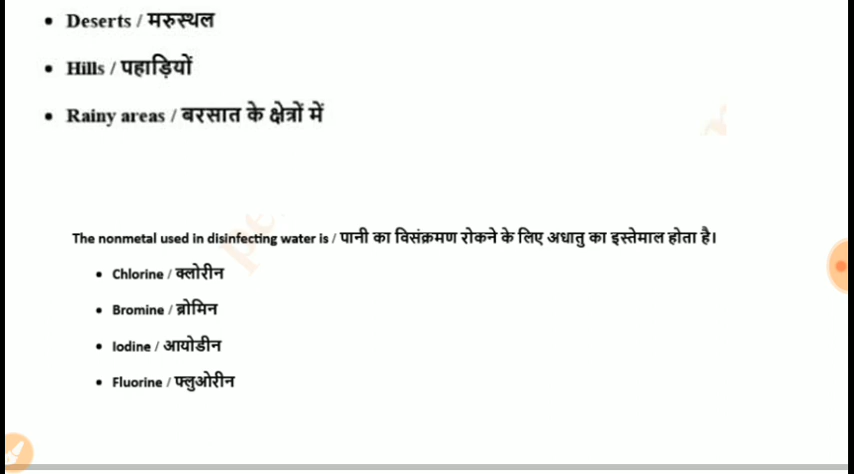 • Deserts / मरुस्थल
• Hills / पहाड़ियों
• Rainy areas / बरसात के क्षेत्रों में
The nonmetal used in disinfecting water is / पानी का विसंक्रमण रोकने के लिए अधातु का इस्तेमाल होता है।
• Chlorine / क्लोरीन
• Bromine / ब्रोमिन
• Iodine / आयोडीन
• Fluorine / फ्लुओरीन